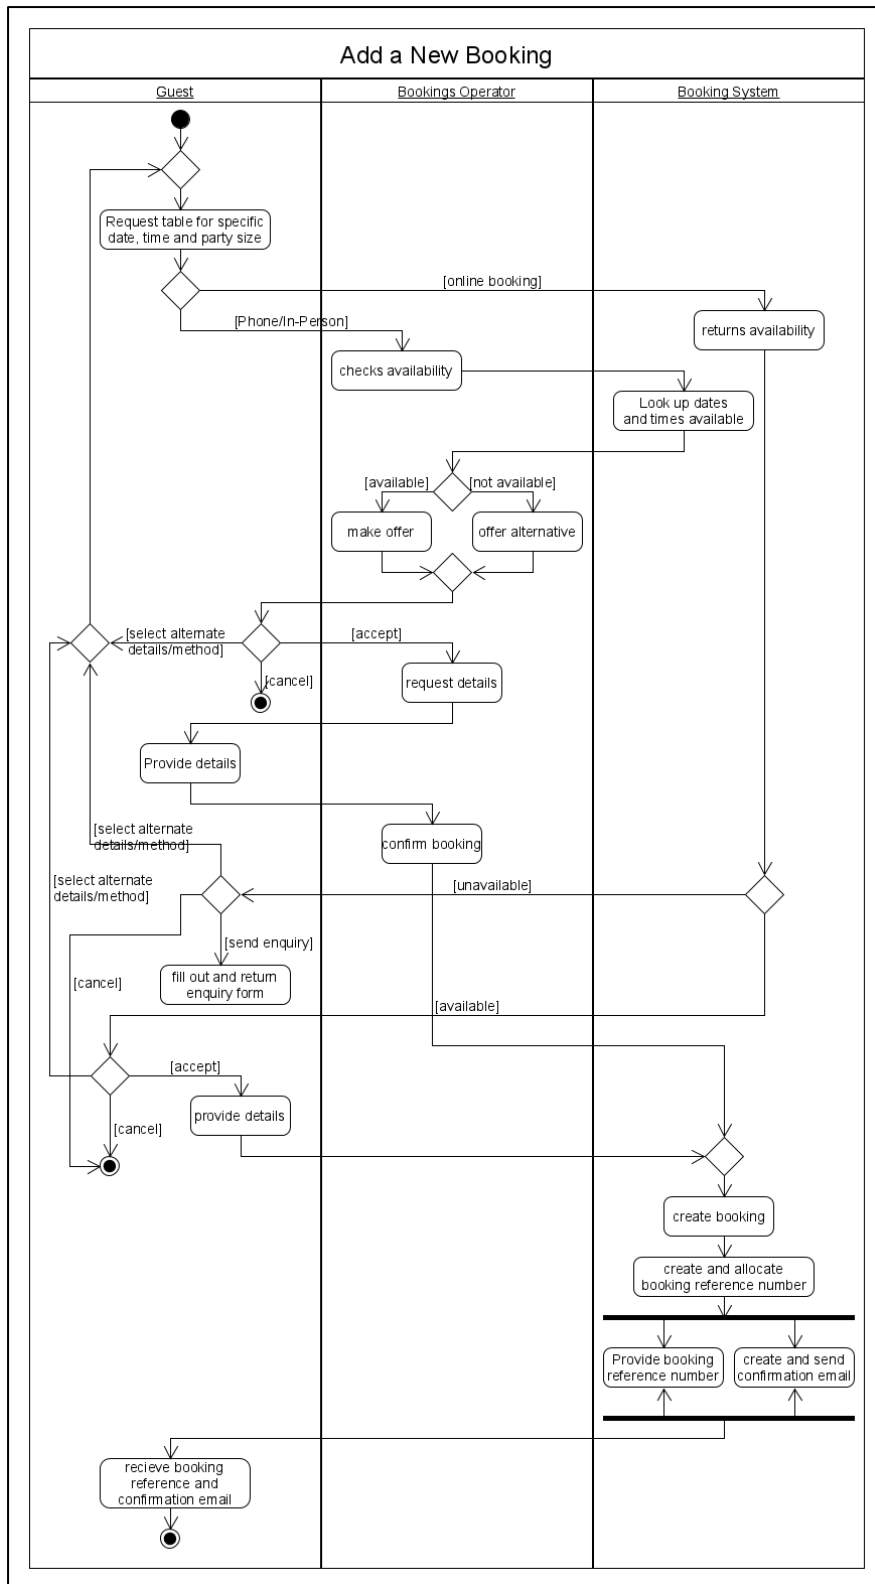 Add a New Booking
Guest
Bookings Operator
Booking System
Request table for specific
date, time and party size
[online booking]
[Phone/In-Person]
returns availability
checks availability
Look up dates
and times available
[available]
[not available]
make offer
offer alternative
[select alternate
details/method]
[accept]
[cancel]
request details
Provide details
[select alternate
details/method]
confirm booking
[select alternate
details/method]
[unavailable]
[send enquiry]
fill out and return
enquiry form
[cancel]
[available]
[accept]
provide details
[cancel]
create booking
create and allocate
booking reference number
Provide booking
reference number
create and send
confirmation email
recieve booking
reference and
confirmation email